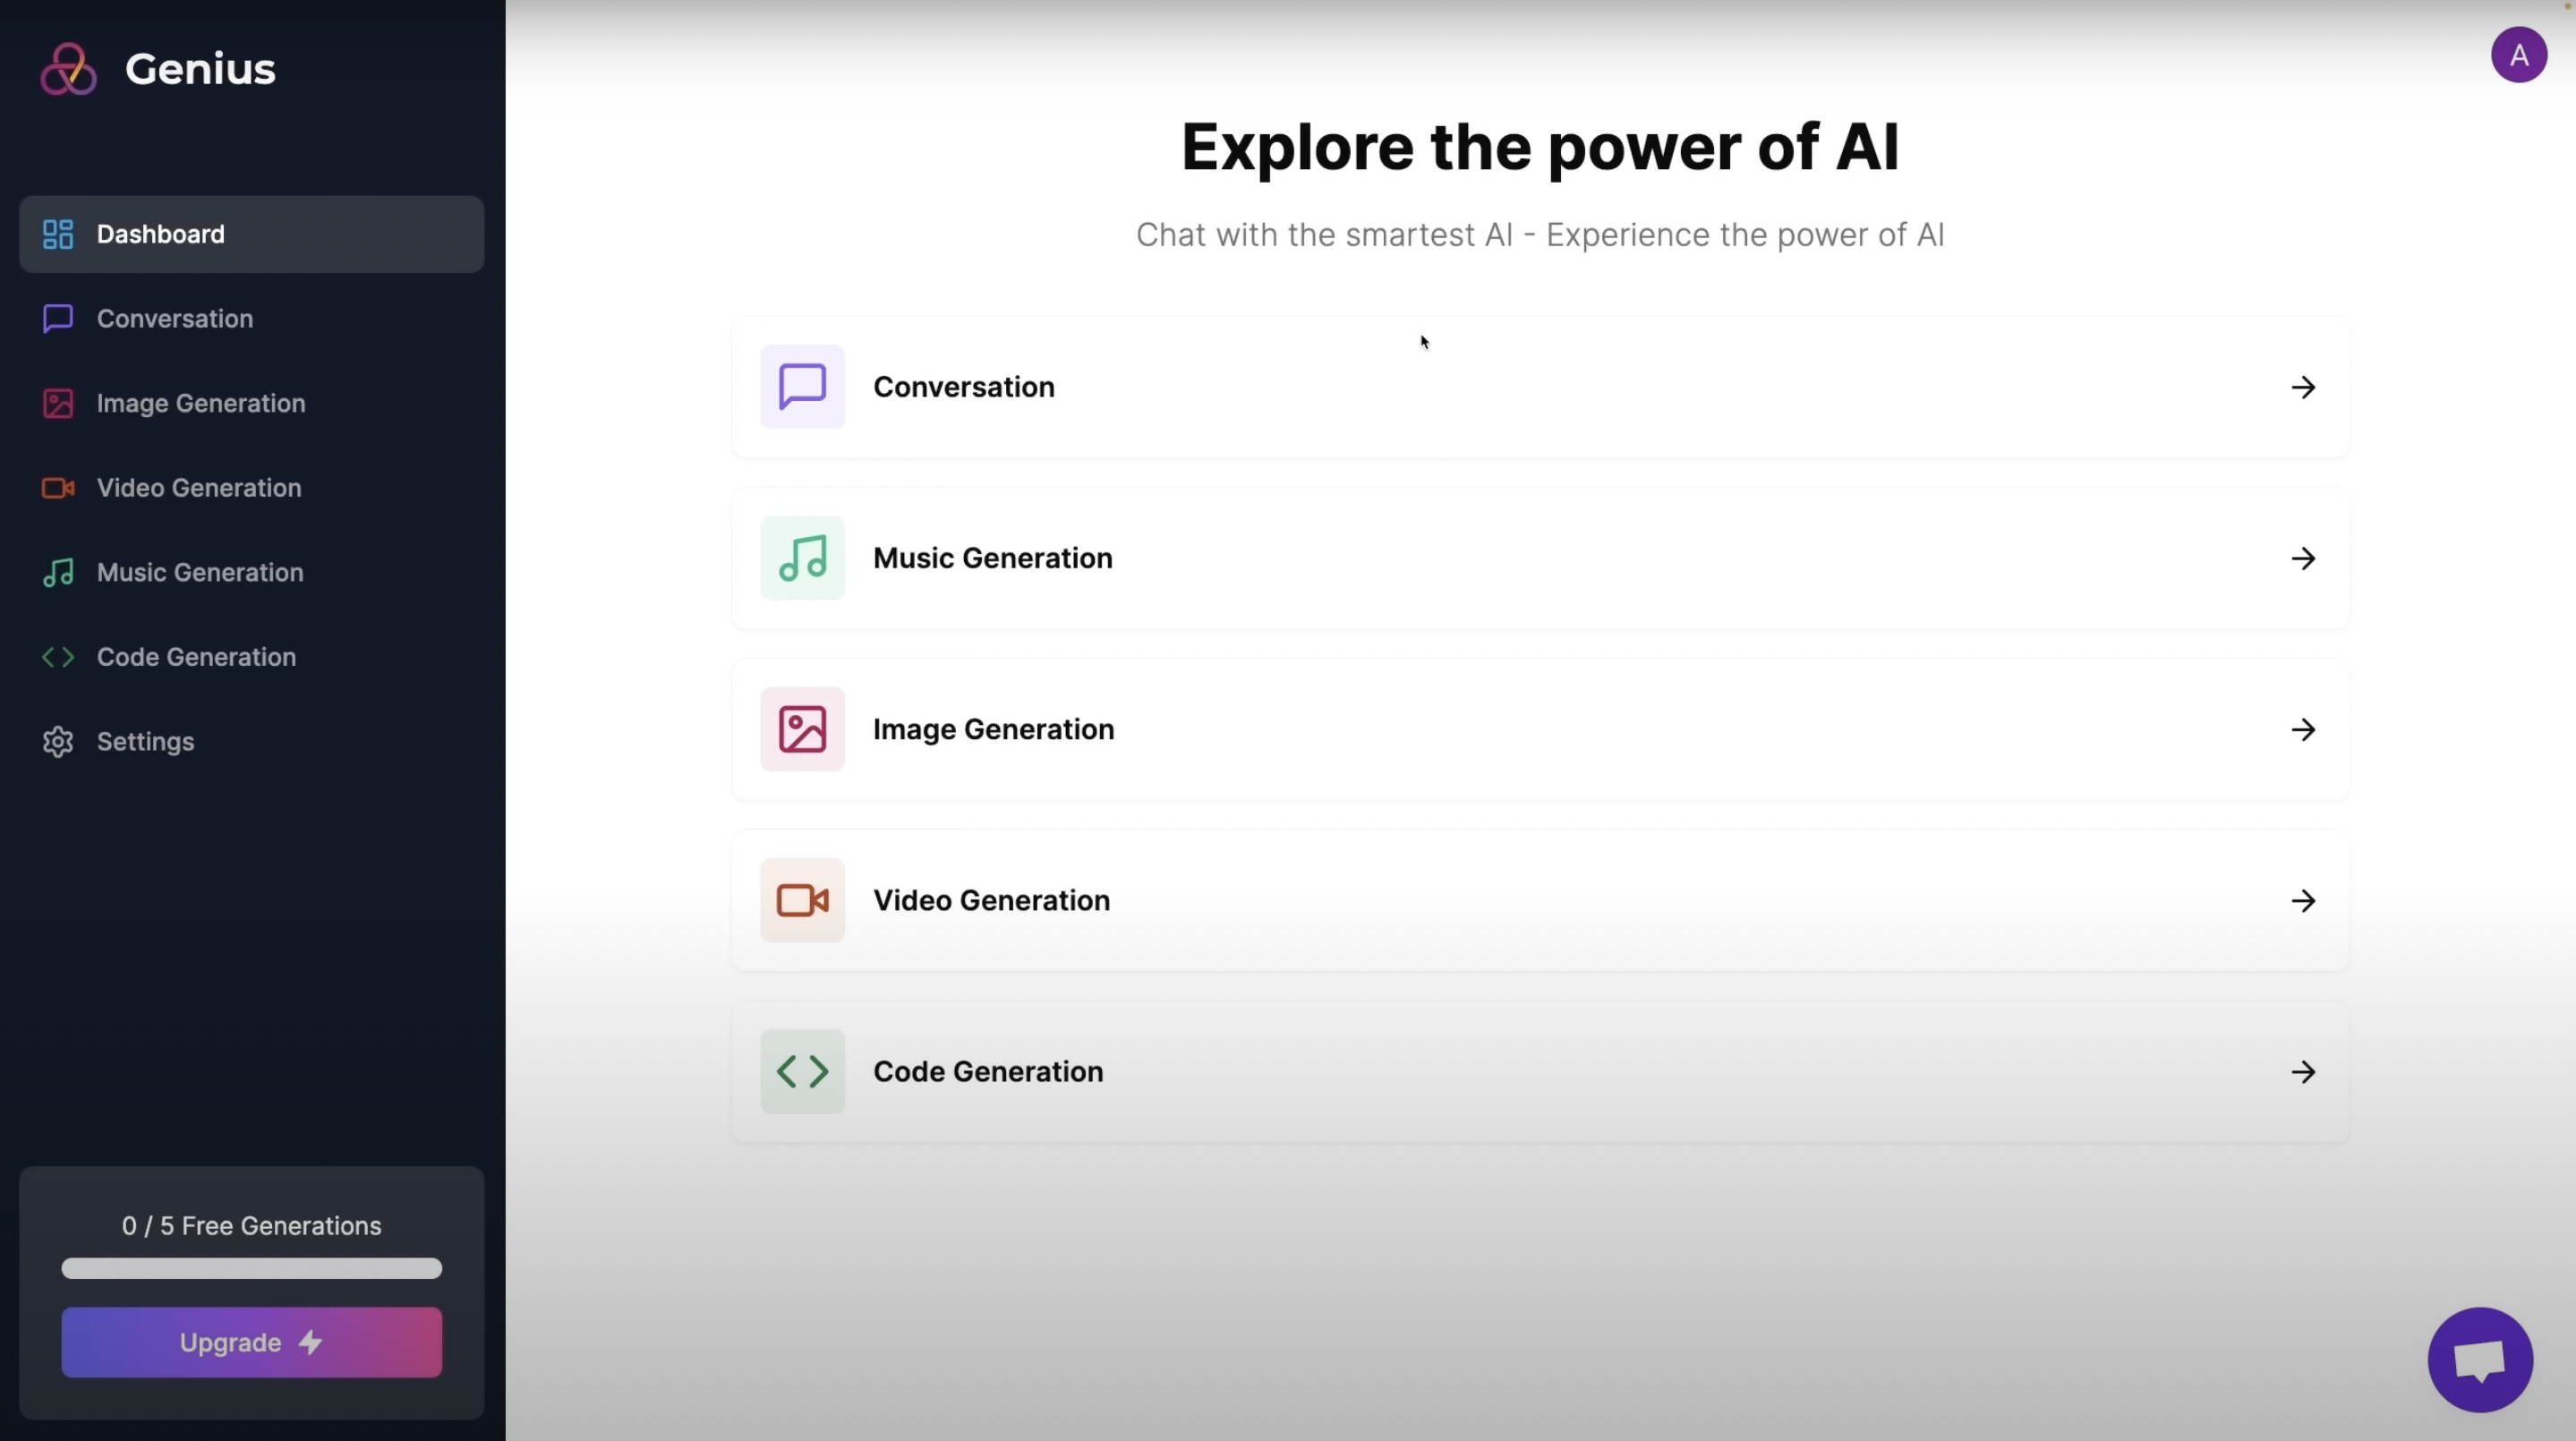 Genius
Dashboard
Conversation
Image Generation
Video Generation
Music Generation
Code Generation
Settings
0 / 5 Free Generations
Upgrade
A
Explore the power of AI
Chat with the smartest AI - Experience the power of AI
Conversation
Music Generation
Image Generation
Video Generation
Code Generation